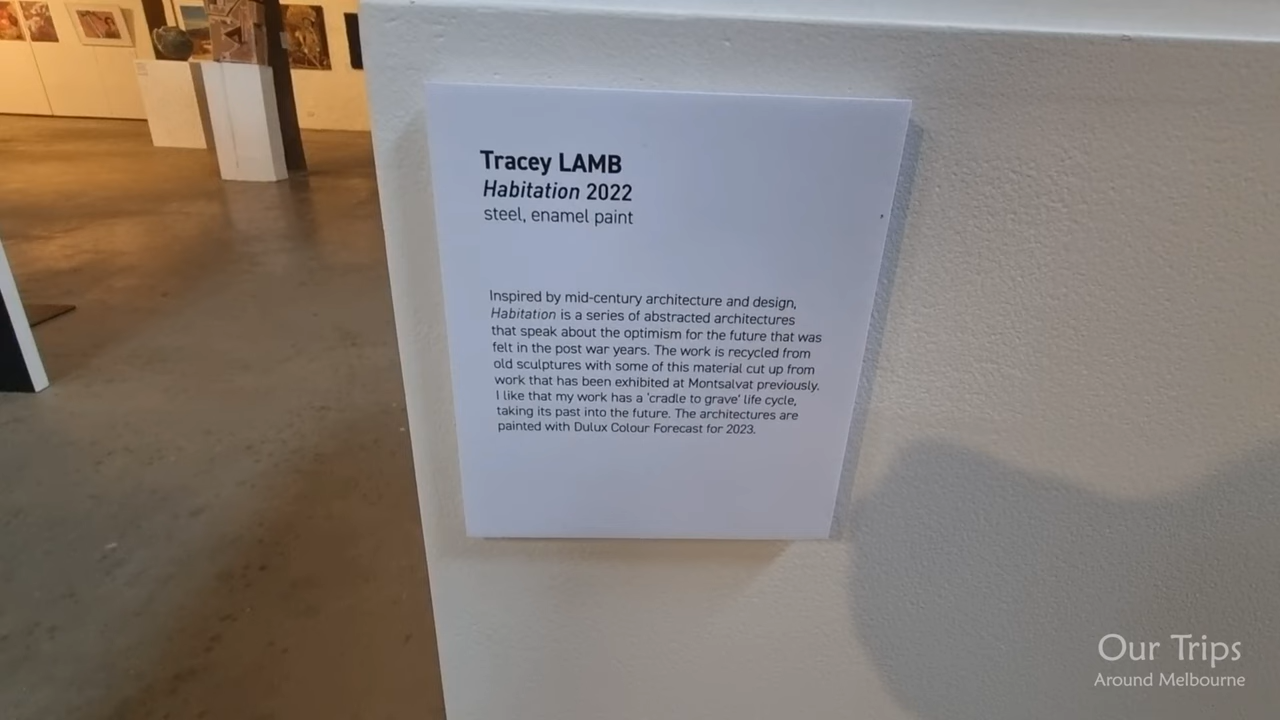 Tracey LAMB
Habitation 2022
steel, enamel paint
Inspired by mid-century architecture and design,
Habitation is a series of abstracted architectures
that speak about the optimism for the future that was
felt in the post war years. The work is recycled from
old sculptures with some of this material cut up from
work that has been exhibited at Montsalvat previously.
I like that my work has a ‘cradle to grave’ life cycle,
taking its past into the future. The architectures are
painted with Dulux Colour Forecast for 2023.
Our Trips
Around Melbourne